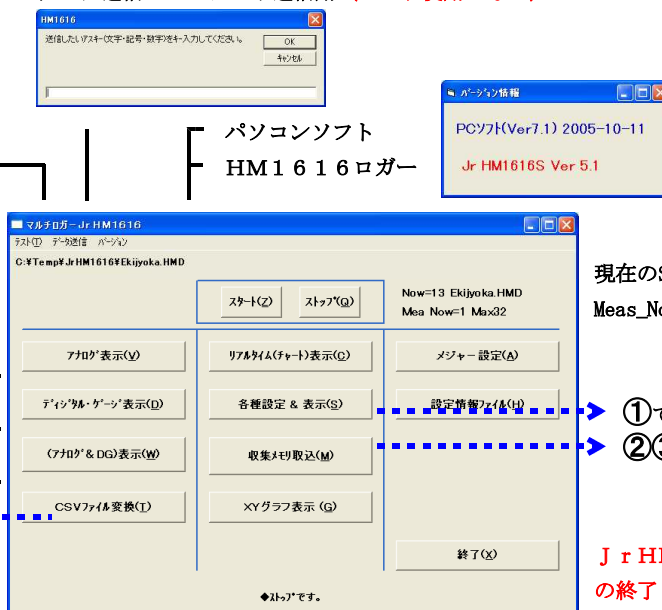 HM1616
送信したいアスキー(文字・記号・数字)をキー入力してください。
OK
キャンセル
パソコンソフト
HM1616ロガー
バージョン情報
PCソフト(Ver7.1) 2005-10-11
Jr HM1616S Ver 5.1
マルチロガーJr HM1616
テスト(T) データ送信 バージョン
C:¥Temp¥JrHM1616¥Ekijyoka.HMD
スタート(Z) ストップ(Q)
Now=13 Ekijyoka.HMD
Mea Now=1 Max32
アナログ表示(V) リアルタイム(チャート)表示(C) メジャー設定(A)
ディジタル・ゲージ表示(D) 各種設定 & 表示(S) 設定情報ファイル(H)
(アナログ & DG)表示(W) 収集メモリ取込(M)
CSVファイル変換(T) XYグラフ表示 (G)
終了(X)
◆ストップです。
現在の
Meas_No
①
②③
JrH
の終了